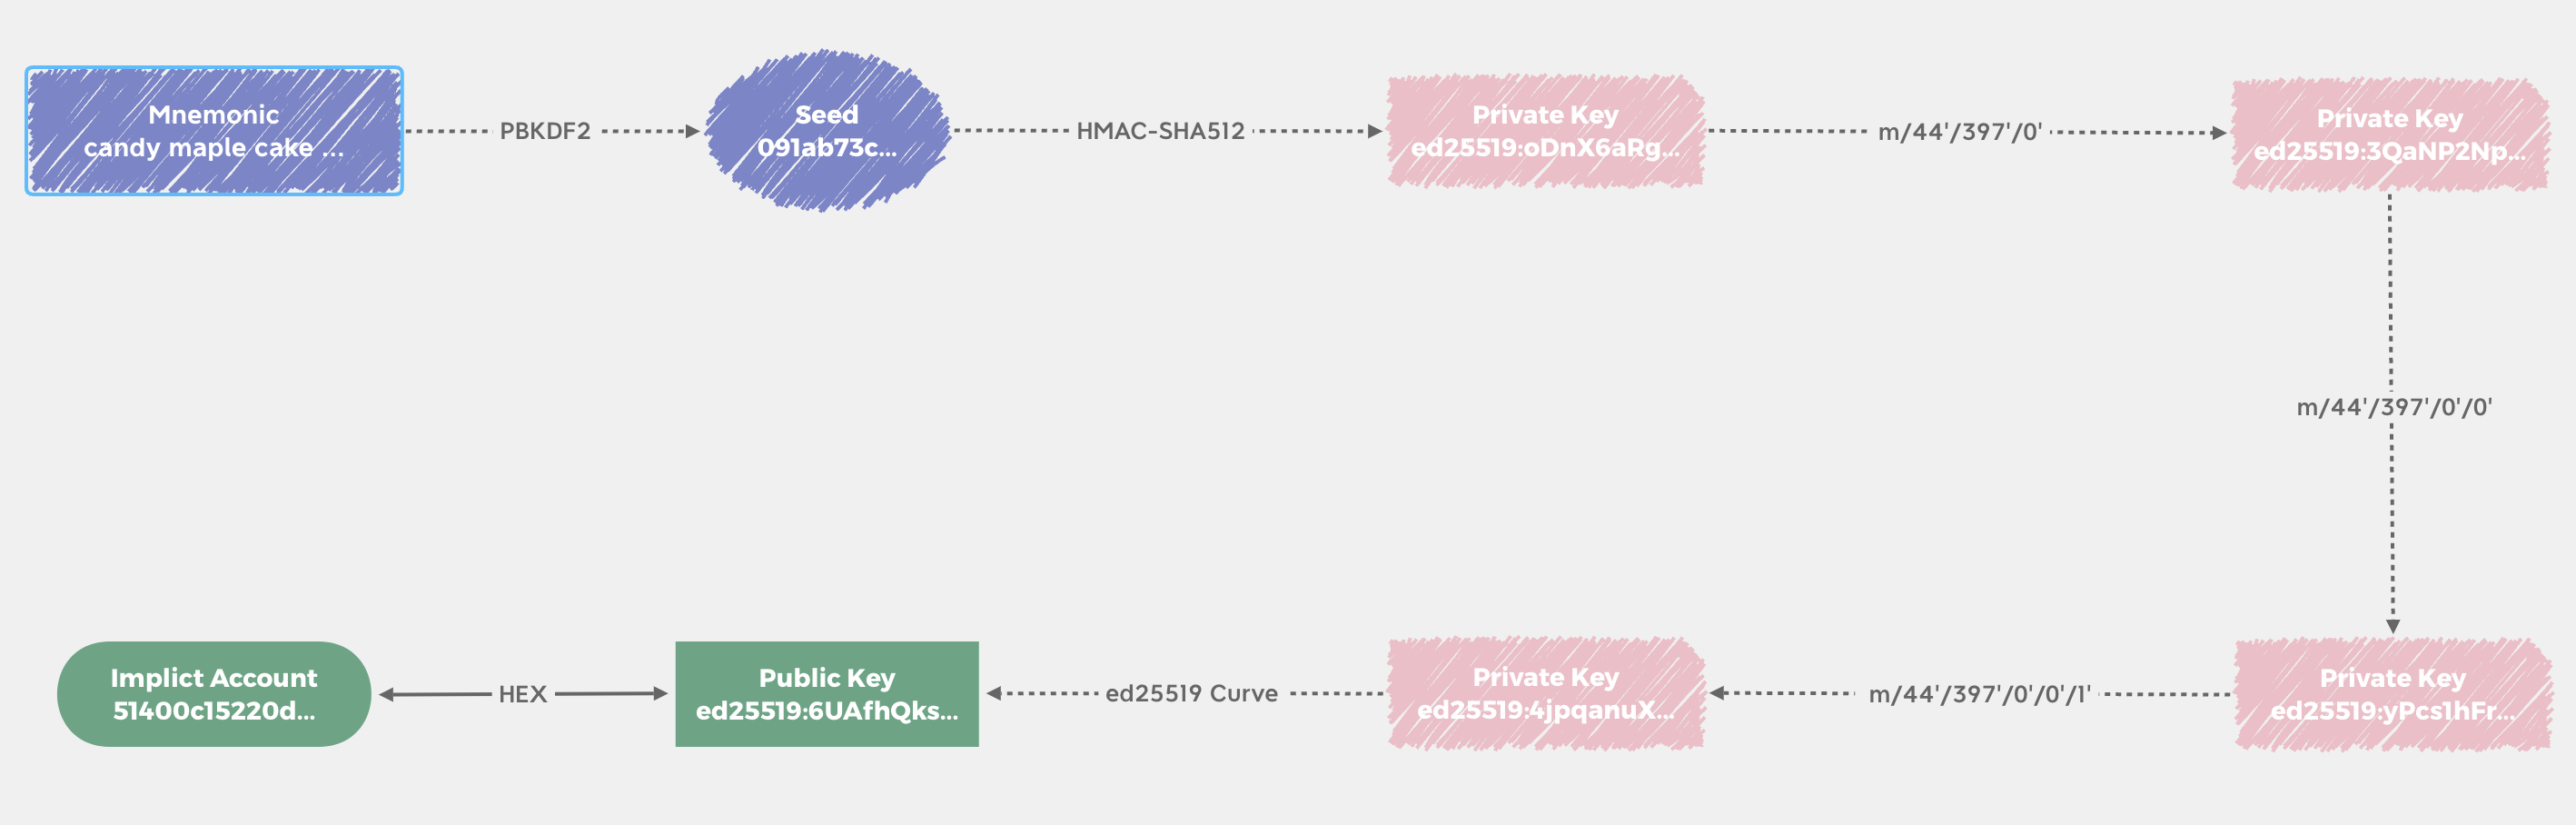 Mnemonic
candy maple cake ...
PBKDF2
Seed
091ab73c...
HMAC-SHA512
Private Key
ed25519:oDnX6aRg...
m/44'/397'/0'
Private Key
ed25519:3QaNP2Np...
m/44'/397'/0'/0'
Private Key
ed25519:yPcs1hFr...
m/44'/397'/0'/0'/1'
Private Key
ed25519:4jpqanuX...
ed25519 Curve
Public Key
ed25519:6UAfhQks...
HEX
Implict Account
51400c15220d...